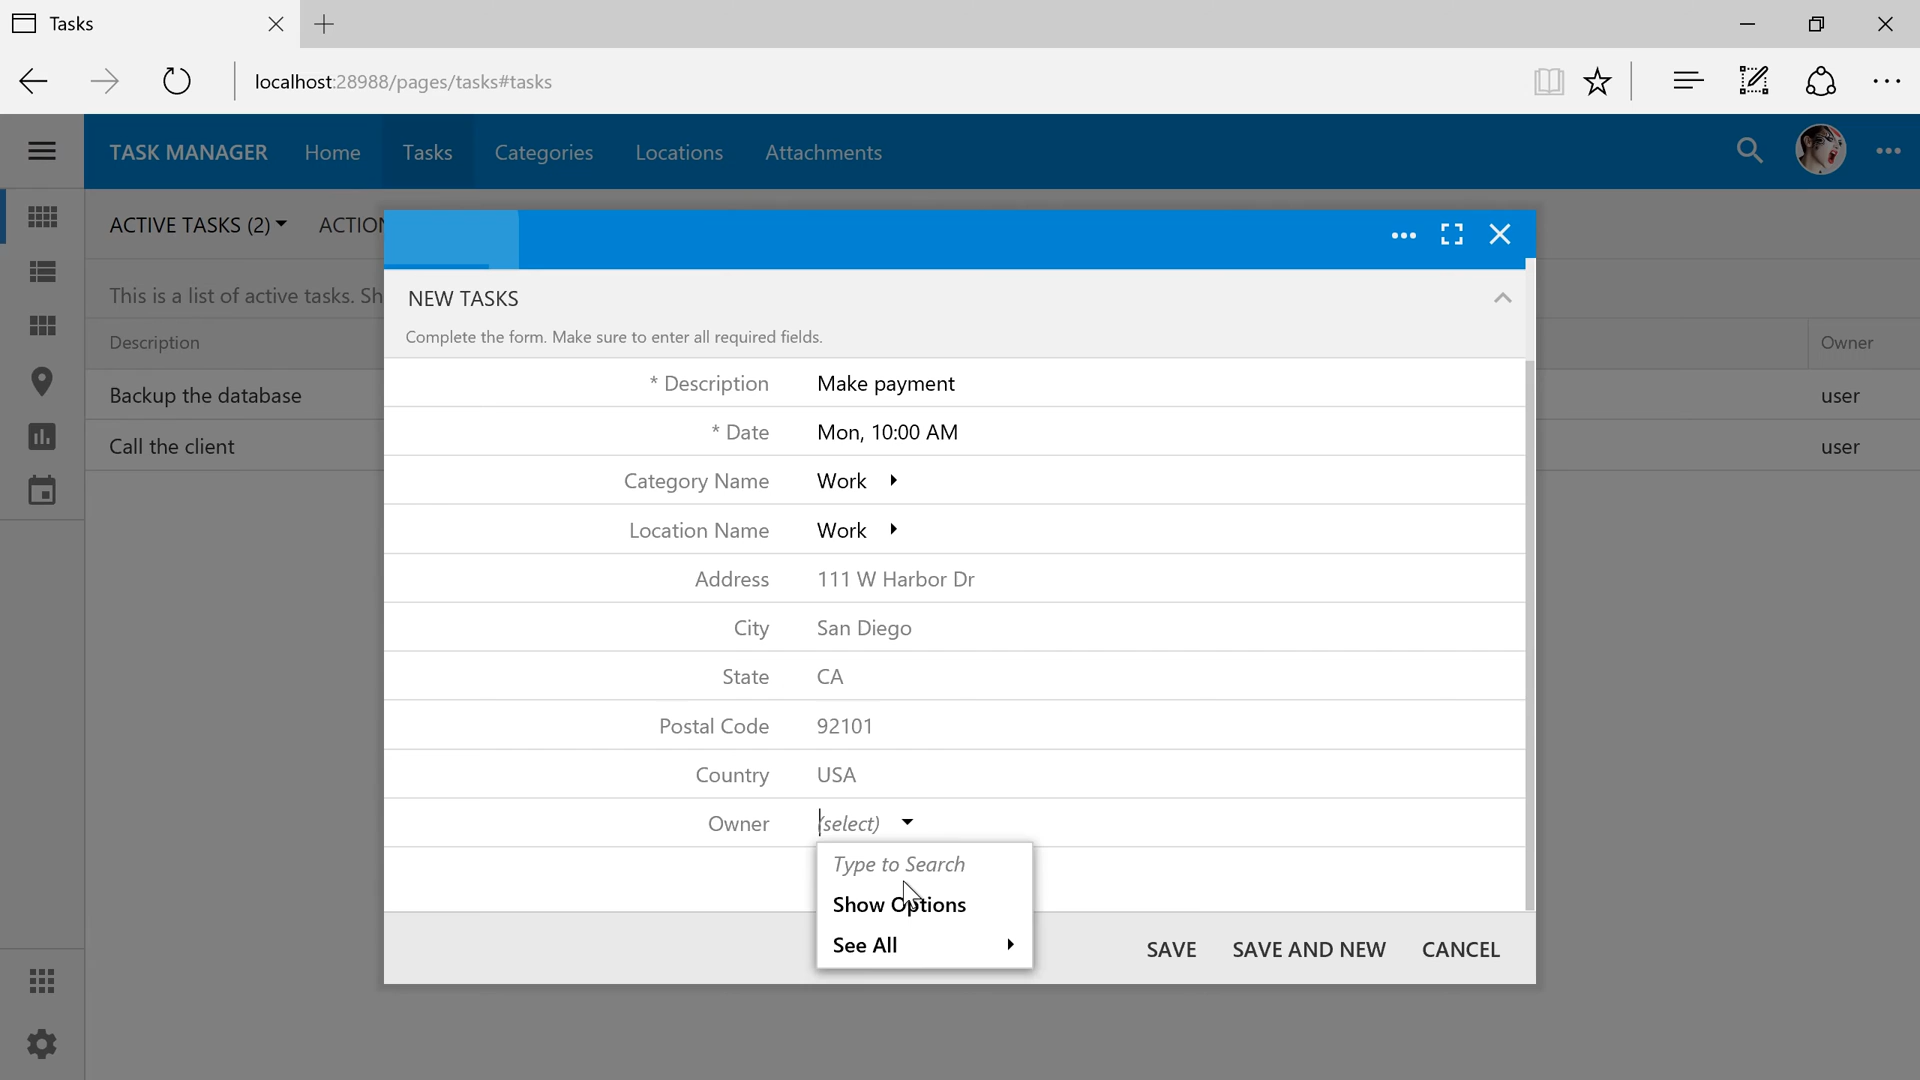 Tasks
localhost:28988/pages/tasks#tasks
TASK MANAGER Home Tasks Categories Locations Attachments
ACTIVE TASKS (2) ACTION
This is a list of active tasks. Sh
Description Owner
Backup the database user
Call the client user
NEW TASKS
Complete the form. Make sure to enter all required fields.
* Description Make payment
* Date Mon, 10:00 AM
Category Name Work
Location Name Work
Address 111 W Harbor Dr
City San Diego
State CA
Postal Code 92101
Country USA
Owner (select)
Type to Search
Show Options
See All
SAVE SAVE AND NEW CANCEL